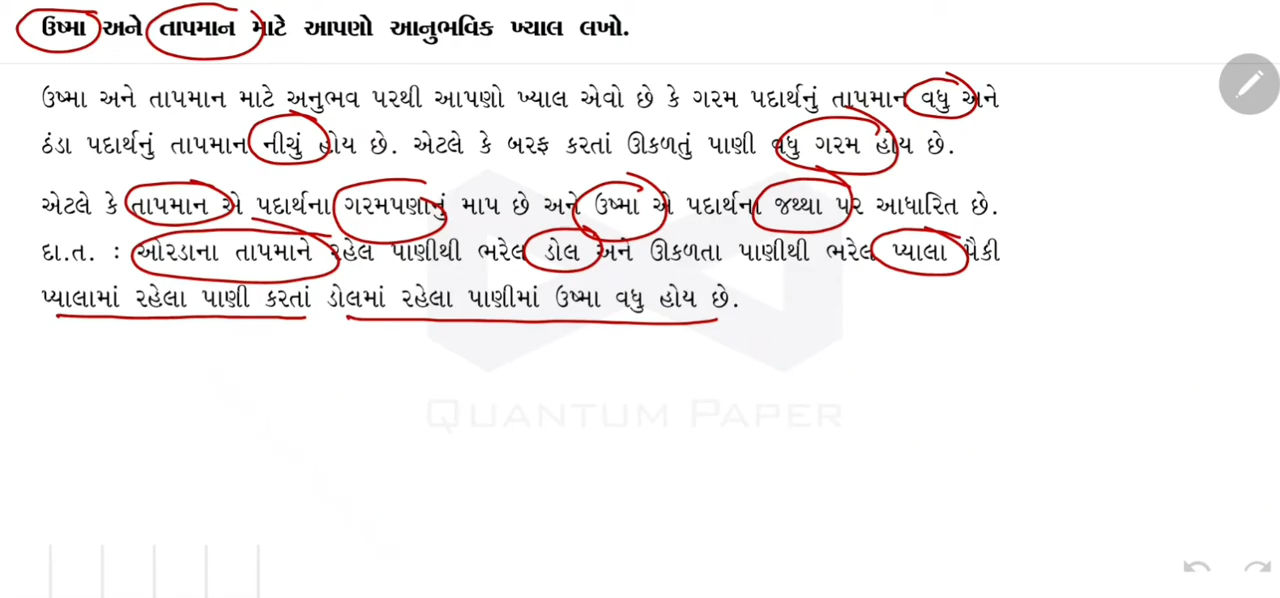 ઉષ્મા અને તાપમાન માટે આપણો આનુભવિક ખ્યાલ લખો.
ઉષ્મા અને તાપમાન માટે અનુભવ પરથી આપણો ખ્યાલ એવો છે કે ગરમ પદાર્થનું તાપમાન વધુ અને
ઠંડા પદાર્થનું તાપમાન નીચું હોય છે. એટલે કે બરફ કરતાં ઊકળતું પાણી વધુ ગરમ હોય છે.
એટલે કે તાપમાન એ પદાર્થના ગરમપણાનું માપ છે અને ઉષ્મા એ પદાર્થના જથ્થા પર આધારિત છે.
દા.ત. : ઓરડાના તાપમાને રહેલ પાણીથી ભરેલ ડોલ અને ઊકળતા પાણીથી ભરેલ પ્યાલા પૈકી
પ્યાલામાં રહેલા પાણી કરતાં ડોલમાં રહેલા પાણીમાં ઉષ્મા વધુ હોય છે.
QUANTUM PAPER